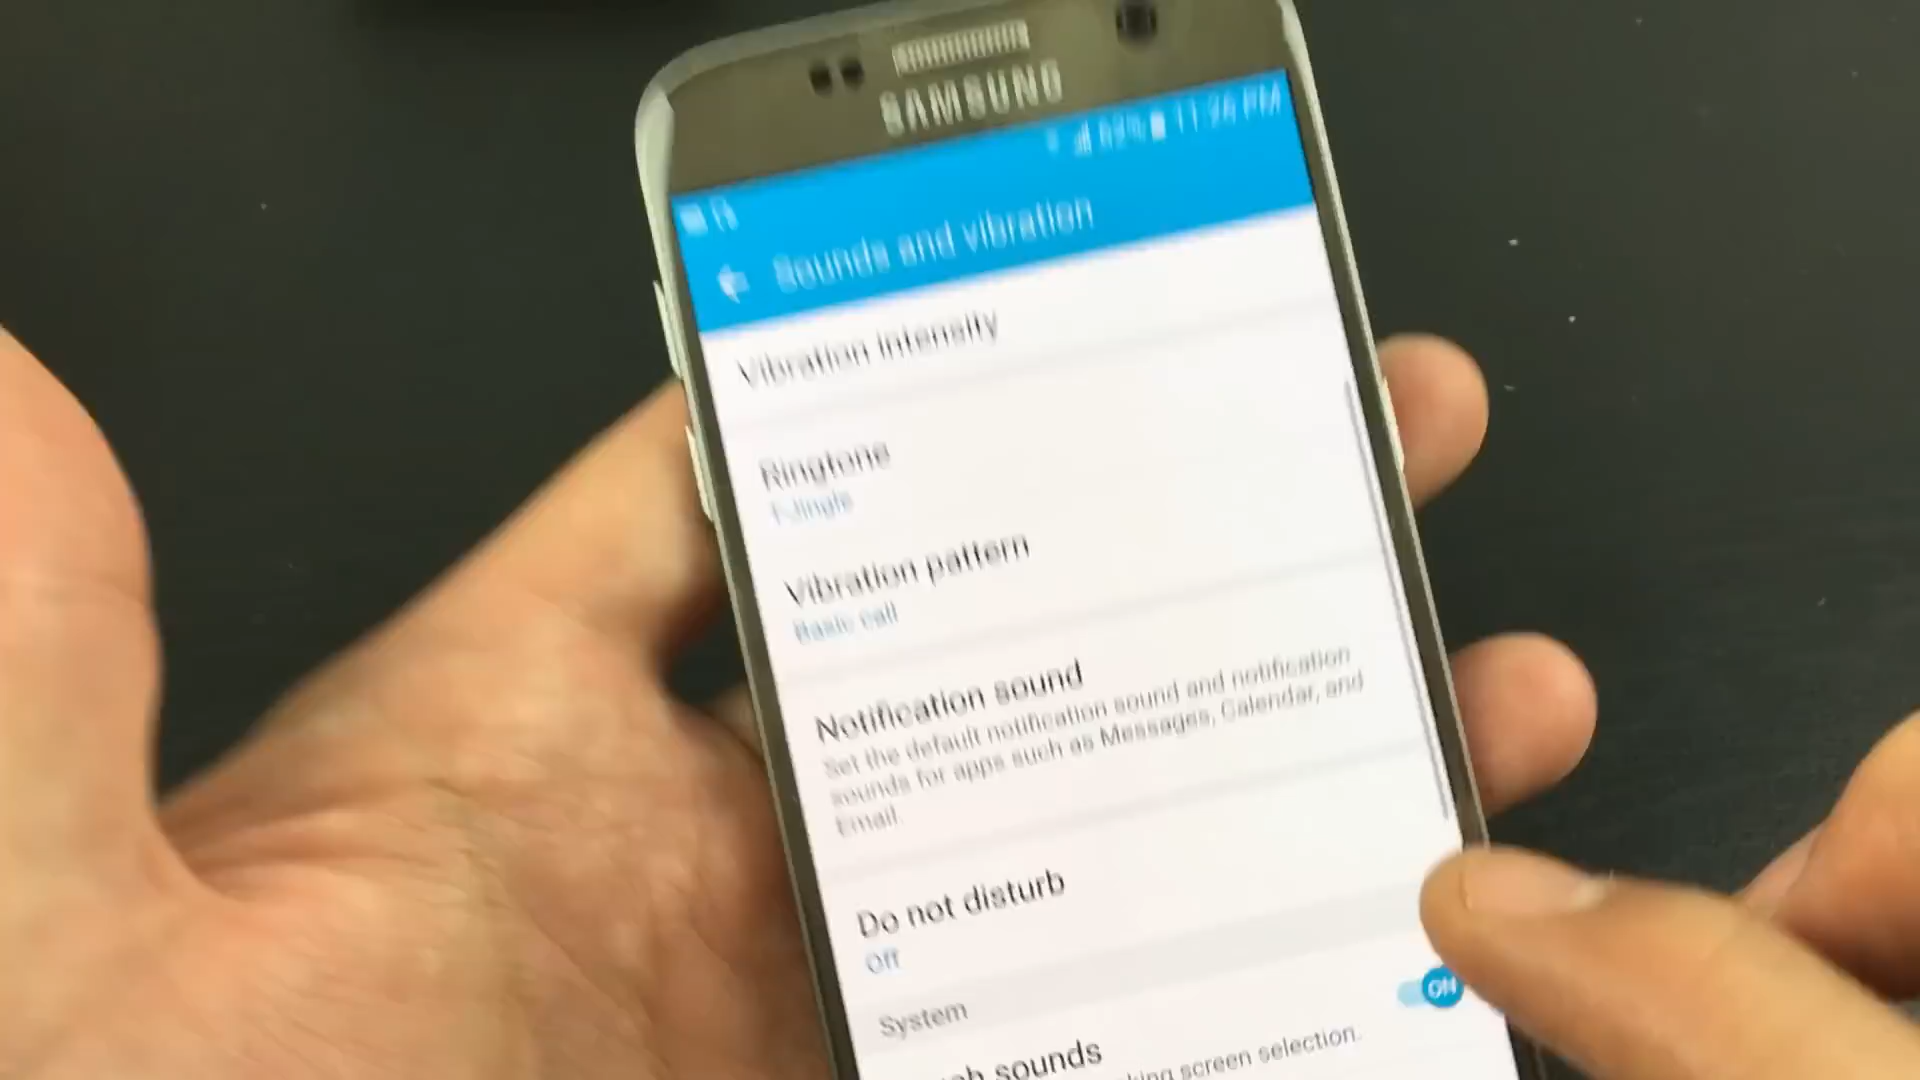 SAMSUNG
Sounds and vibration
Vibration intensity
Ringtone
Vibration pattern
Basic call
Notification sound
Set the default notification sound and notification
sounds for apps such as Messages, Calendar, and
Email.
Do not disturb
Off
System
ON
sounds
screen selection.